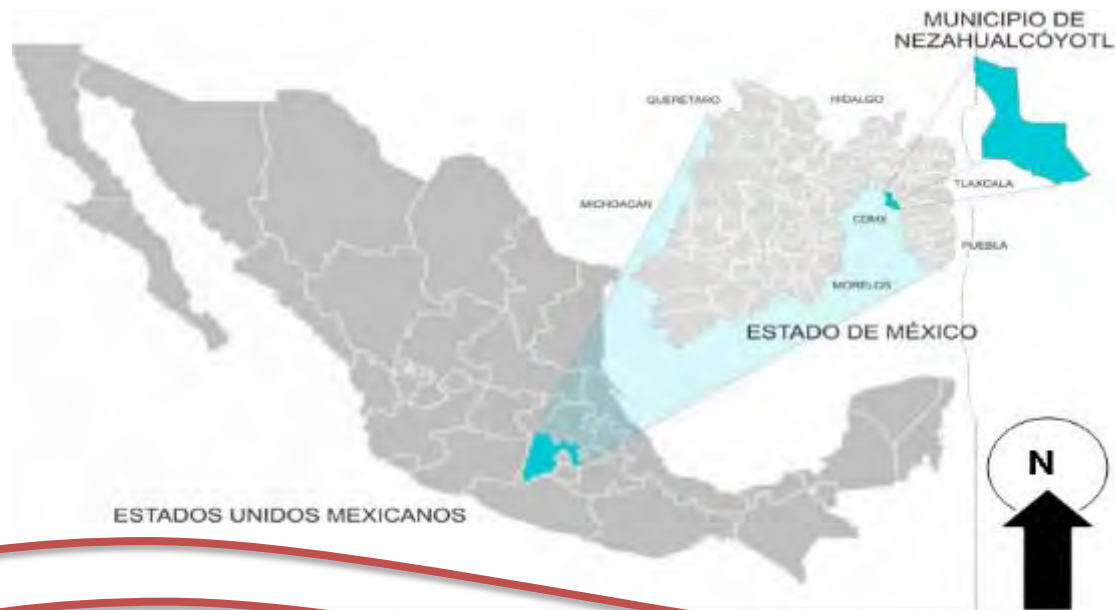 MUNICIPIO DE
NEZAHUALCÓYOTL
QUERETARO
HIDALGO
MICHOACÁN
TLAXCALA
CDMX
PUEBLA
MORELOS
ESTADO DE MÉXICO
N
ESTADOS UNIDOS MEXICANOS